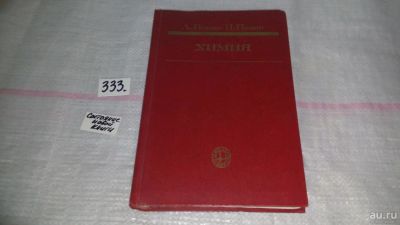 333.
Состояние
новой
книги
ХИМИЯ
au.ru